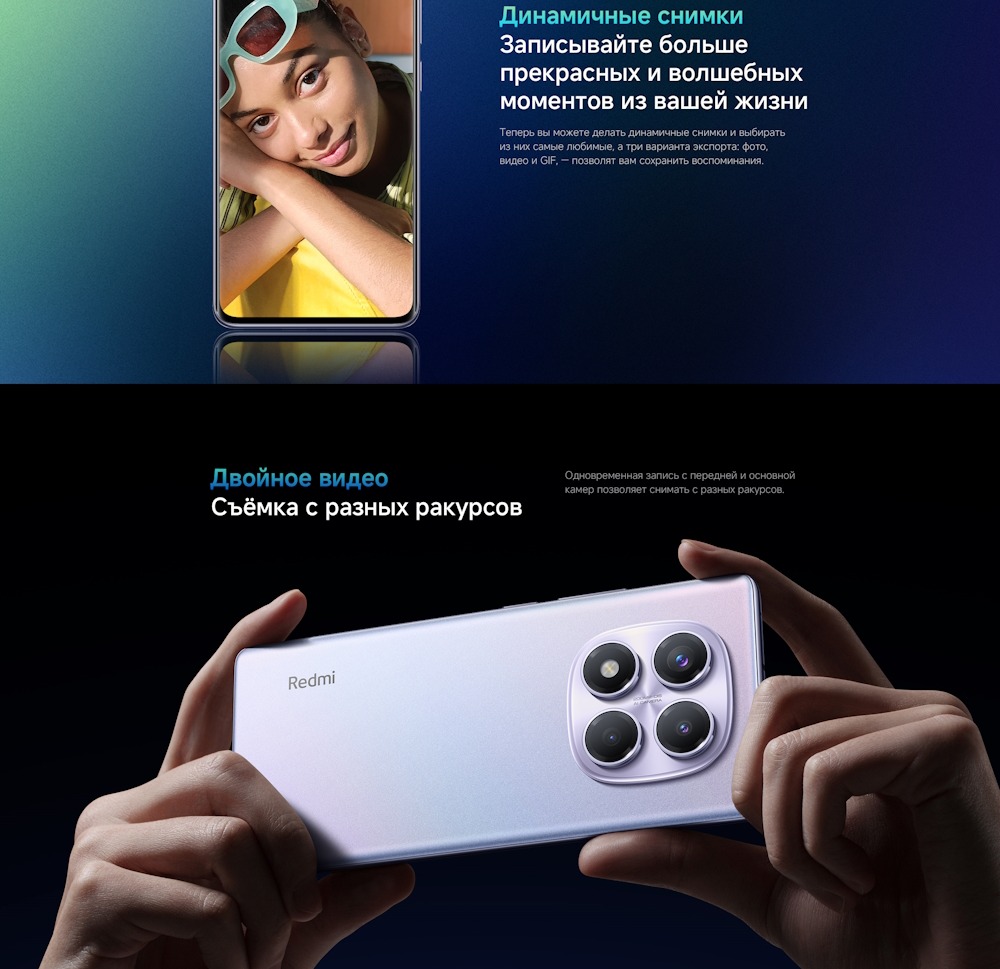 Динамичные снимки
Записывайте больше
прекрасных и волшебных
моментов из вашей жизни
Теперь вы можете делать динамичные снимки и выбирать
из них самые любимые, а три варианта экспорта: фото,
видео и GIF, — позволят вам сохранить воспоминания.
Двойное видео
Съёмка с разных ракурсов
Одновременная запись с передней и основной
камер позволяет снимать с разных ракурсов.
Redmi